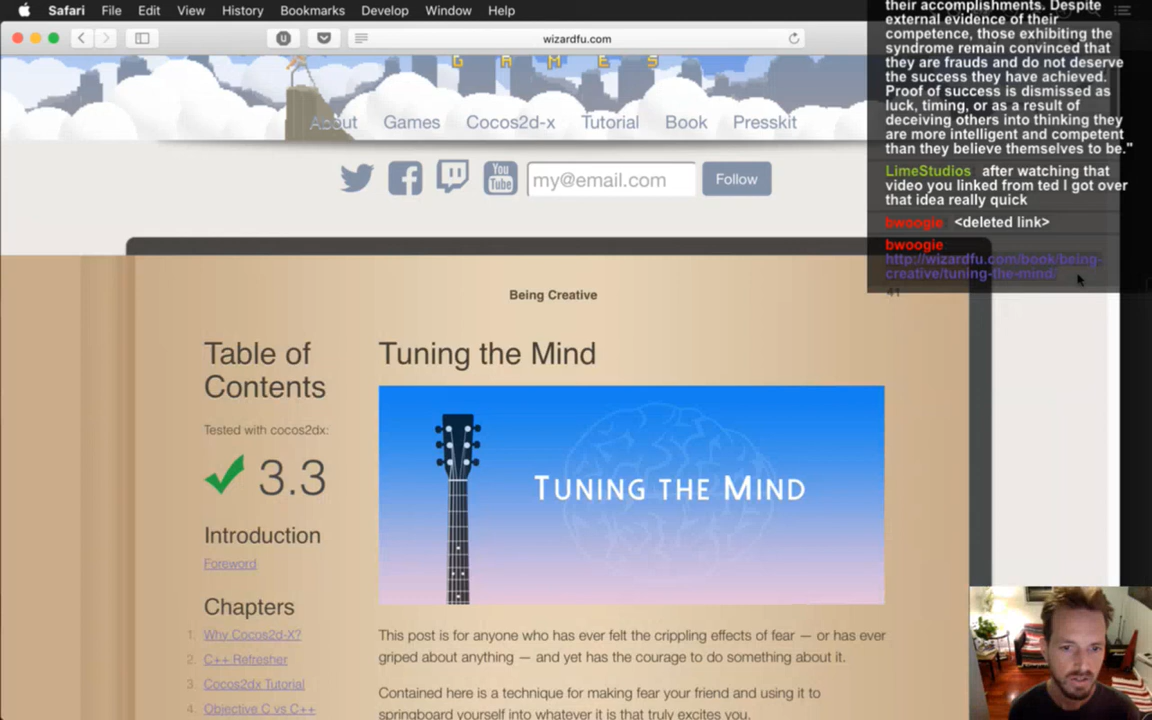 Safari File Edit View History Bookmarks Develop Window Help
wizardfu.com
G A M E S
About Games Cocos2d-x Tutorial Book Presskit
You Tube my@email.com Follow
their accomplishments. Despite
external evidence of their
competence, those exhibiting the
syndrome remain convinced that
they are frauds and do not deserve
the success they have achieved.
Proof of success is dismissed as
luck, timing, or as a result of
deceiving others into thinking they
are more intelligent and competent
than they believe themselves to be."
LimeStudios after watching that
video you linked from ted I got over
that idea really quick
bwoogie <deleted link>
bwoogie
http://wizardfu.com/book/being-
creative/tuning-the-mind/
41
Being Creative
Table of
Contents
Tested with cocos2dx:
3.3
Introduction
Foreword
Chapters
1. Why Cocos2d-X?
2. C++ Refresher
3. Cocos2dx Tutorial
4. Objective C vs C++
Tuning the Mind
TUNING THE MIND
This post is for anyone who has ever felt the crippling effects of fear — or has ever
griped about anything — and yet has the courage to do something about it.
Contained here is a technique for making fear your friend and using it to
springboard yourself into whatever it is that truly excites you.